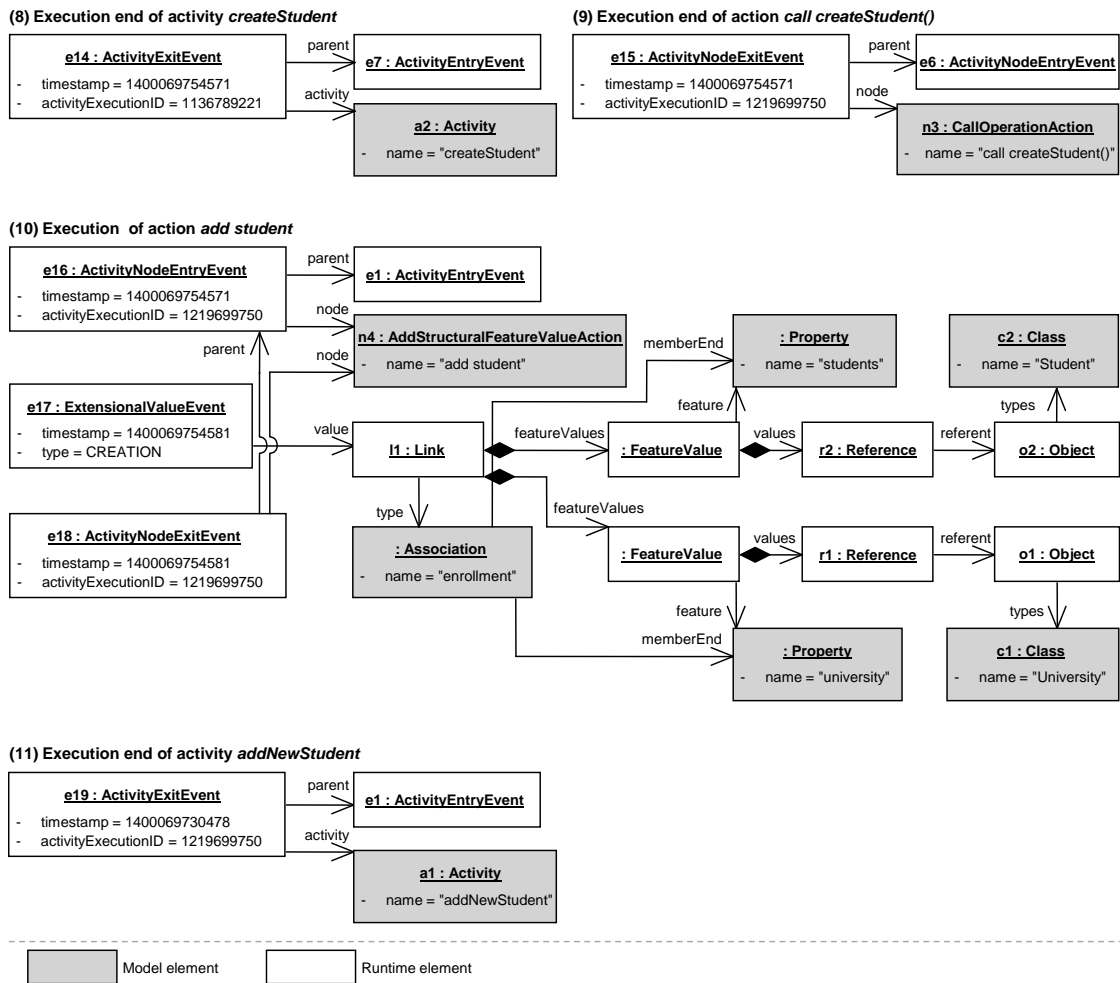 (8) Execution end of activity createStudent
e14 : ActivityExitEvent
- timestamp = 1400069754571
- activityExecutionID = 1136789221
parent
e7 : ActivityEntryEvent
activity
a2 : Activity
- name = "createStudent"
(9) Execution end of action call createStudent()
e15 : ActivityNodeExitEvent
- timestamp = 1400069754571
- activityExecutionID = 1219699750
parent
e6 : ActivityNodeEntryEvent
node
n3 : CallOperationAction
- name = "call createStudent()"
(10) Execution of action add student
e16 : ActivityNodeEntryEvent
- timestamp = 1400069754571
- activityExecutionID = 1219699750
parent
e1 : ActivityEntryEvent
node
n4 : AddStructuralFeatureValueAction
- name = "add student"
parent
node
e17 : ExtensionalValueEvent
- timestamp = 1400069754581
- type = CREATION
value
l1 : Link
featureValues
: FeatureValue
values
r2 : Reference
referent
o2 : Object
memberEnd
: Property
- name = "students"
feature
c2 : Class
- name = "Student"
types
e18 : ActivityNodeExitEvent
- timestamp = 1400069754581
- activityExecutionID = 1219699750
type
: Association
- name = "enrollment"
featureValues
: FeatureValue
values
r1 : Reference
referent
o1 : Object
feature
memberEnd
: Property
- name = "university"
types
c1 : Class
- name = "University"
(11) Execution end of activity addNewStudent
e19 : ActivityExitEvent
- timestamp = 1400069730478
- activityExecutionID = 1219699750
parent
e1 : ActivityEntryEvent
activity
a1 : Activity
- name = "addNewStudent"
Model element
Runtime element